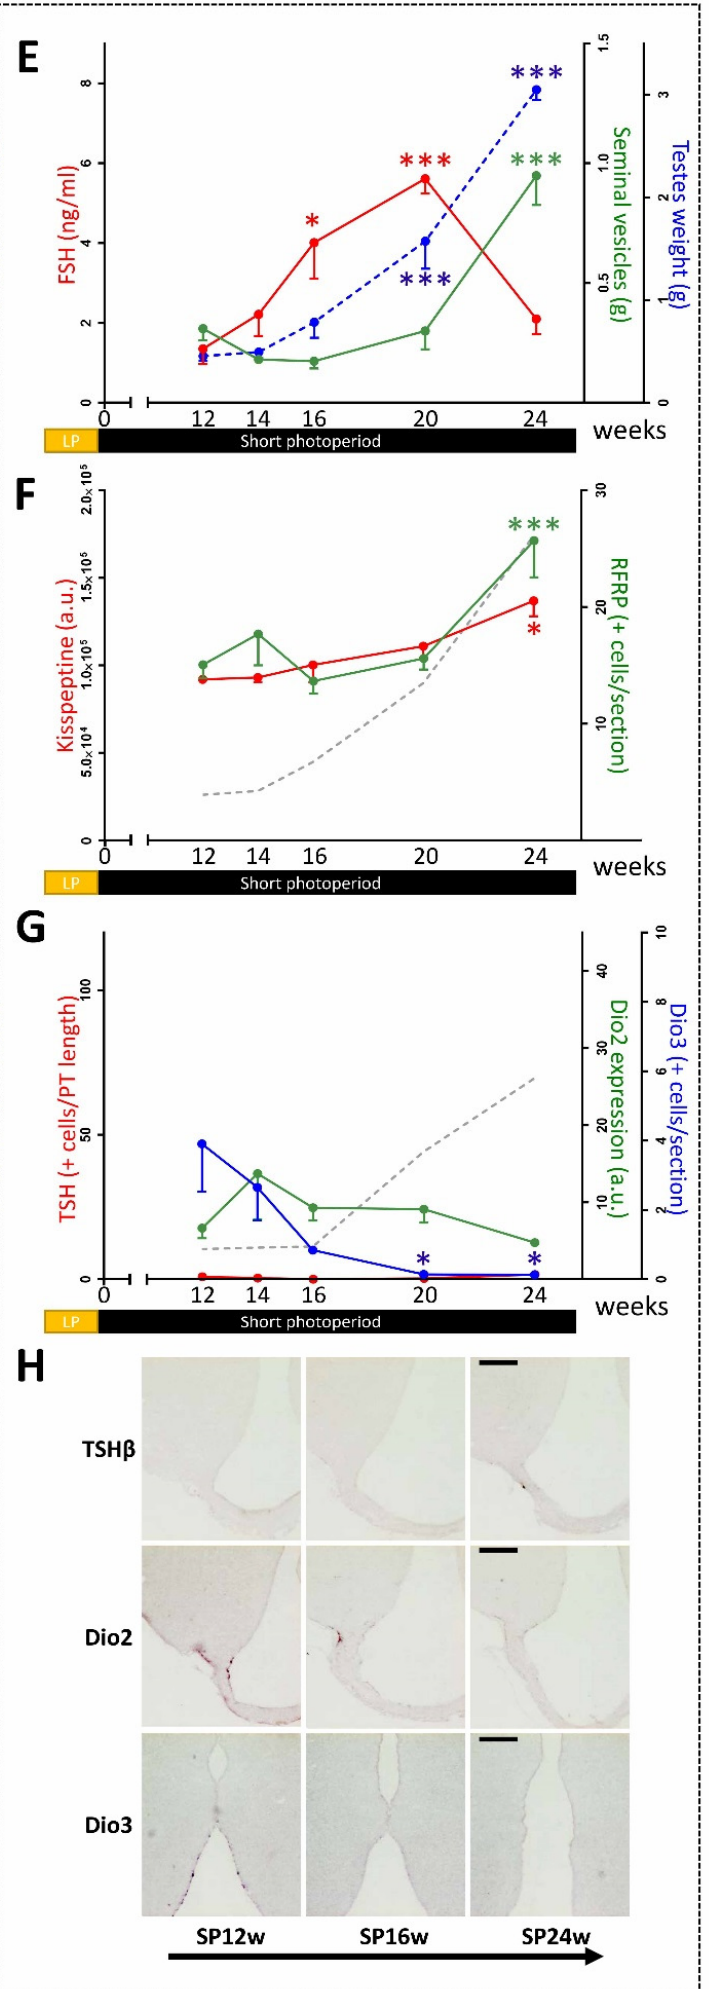 E
FSH (ng/ml)
8
6
4
2
0
1.5
1.0
0.5
3
2
1
0
Seminal vesicles (g)
Testes weight (g)
*
***
***
***
***
0 12 14 16 20 24
weeks
LP Short photoperiod
F
Kisspeptine (a.u.)
2.0×10⁵
1.5×10⁵
1.0×10⁵
5.0×10⁴
0
30
20
10
RFRP (+ cells/section)
***
*
0 12 14 16 20 24
weeks
LP Short photoperiod
G
TSH (+ cells/PT length)
100
50
0
40
30
20
10
Dio2 expression (a.u.)
10
8
6
4
2
0
Dio3 (+ cells/section)
* *
0 12 14 16 20 24
weeks
LP Short photoperiod
H
TSHβ
Dio2
Dio3
SP12w SP16w SP24w